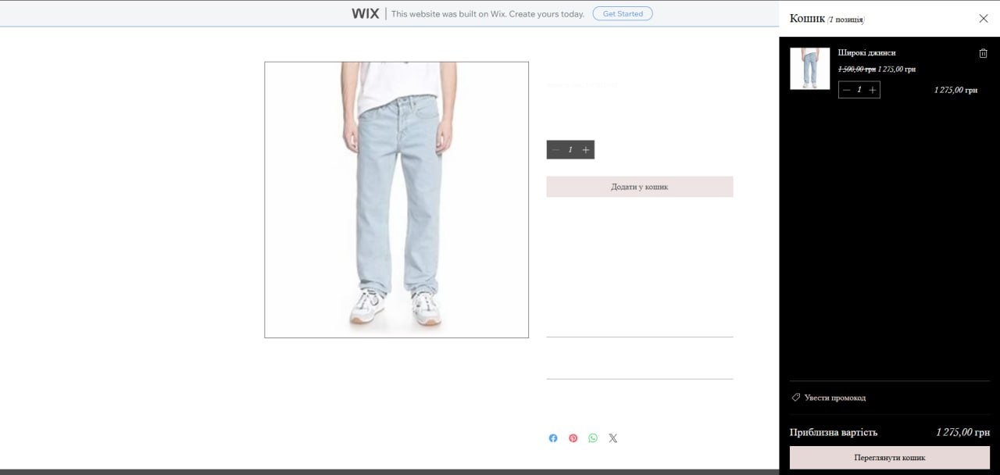 WIX | This website was built on Wix. Create yours today. Get Started
1
Додати у кошик
Кошик (1 позиція)
Широкі джинси
1 500,00 грн 1 275,00 грн
1 1 275,00 грн
Увести промокод
Приблизна вартість 1 275,00 грн
Переглянути кошик